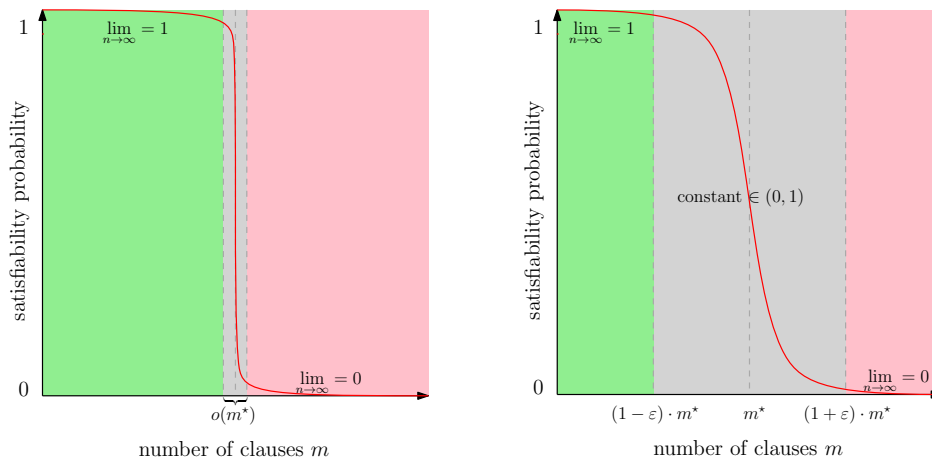 1
lim n→∞ = 1
satisfiability probability
lim n→∞ = 0
0
o(m⋆)
number of clauses m
1
lim n→∞ = 1
satisfiability probability
constant ∈ (0, 1)
lim n→∞ = 0
0
(1 − ε) · m⋆
m⋆
(1 + ε) · m⋆
number of clauses m